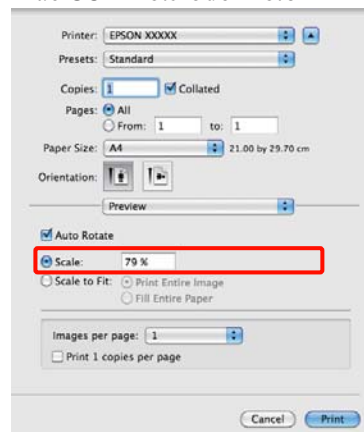 Printer: EPSON XXXXX
Presets: Standard
Copies: 1 Collated
Pages: All
From: 1 to: 1
Paper Size: A4 21.00 by 29.70 cm
Orientation:
Preview
Auto Rotate
Scale: 79 %
Scale to Fit: Print Entire Image
Fill Entire Paper
Images per page: 1
Print 1 copies per page
Cancel Print